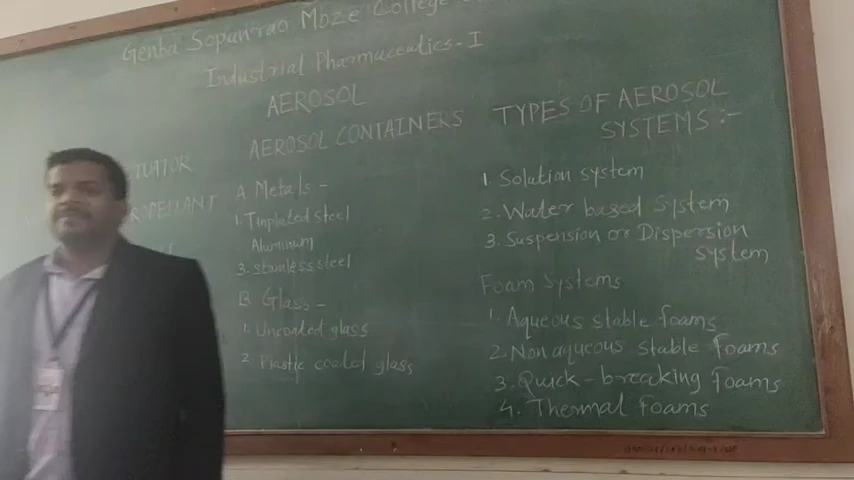 Genba Sopanrao Moze College
Industrial Pharmaceutics-I
AEROSOL
TUATOR
ROPELLANT
AEROSOL CONTAINERS
A Metals -
1. Tinplated steel
Aluminum
3. stainless steel
B. Glass -
1. Uncoated glass
2 Plastic coated glass
TYPES OF AEROSOL
SYSTEMS :-
1. Solution system
2. Water based System
3. Suspension or Dispersion
system
Foam Systems
1. Aqueous stable foams
2. Non aqueous stable foams
3. Quick-breaking foams
4. Thermal foams